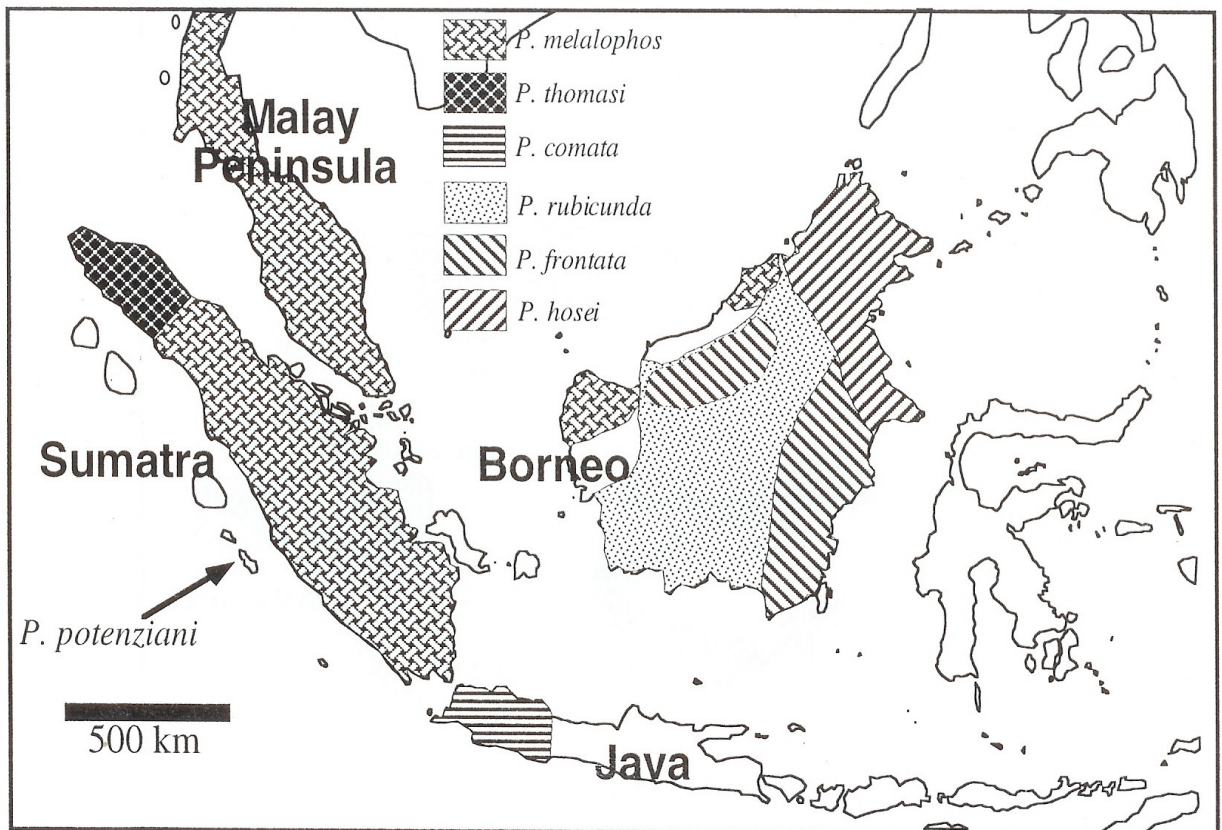 P. melalophos
P. thomasi
P. comata
P. rubicunda
P. frontata
P. hosei
Malay
Peninsula
Sumatra
Borneo
P. potenziani
500 km
Java